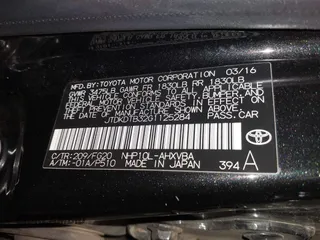 MFD. BY: TOYOTA MOTOR CORPORATION 03/16
GVWR 3475LB GAWR FR 1830LB RR 1830LB
THIS VEHICLE CONFORMS TO ALL APPLICABLE
FEDERAL MOTOR VEHICLE SAFETY, BUMPER, AND THEFT
PREVENTION STANDARDS IN EFFECT ON THE DATE
OF MANUFACTURE SHOWN ABOVE.
JTDKDTB32G1125284 PASS. CAR
C/TR: 209/FG20 NHP10L-AHXVBA
A/TM: -01A/P510 MADE IN JAPAN 394 A
TOYOTA